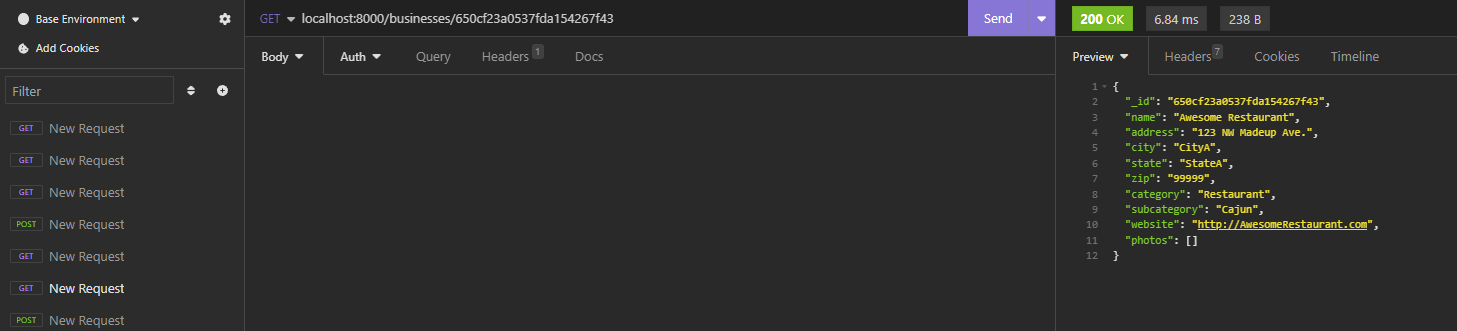 Base Environment
Add Cookies
Filter
GET New Request
GET New Request
GET New Request
POST New Request
GET New Request
GET New Request
POST New Request
GET localhost:8000/businesses/650cf23a0537fda154267f43 Send
Body Auth Query Headers 1 Docs
200 OK 6.84 ms 238 B
Preview Headers 7 Cookies Timeline
1 {
2 "_id": "650cf23a0537fda154267f43",
3 "name": "Awesome Restaurant",
4 "address": "123 NW Madeup Ave.",
5 "city": "CityA",
6 "state": "StateA",
7 "zip": "99999",
8 "category": "Restaurant",
9 "subcategory": "Cajun",
10 "website": "http://AwesomeRestaurant.com",
11 "photos": []
12 }